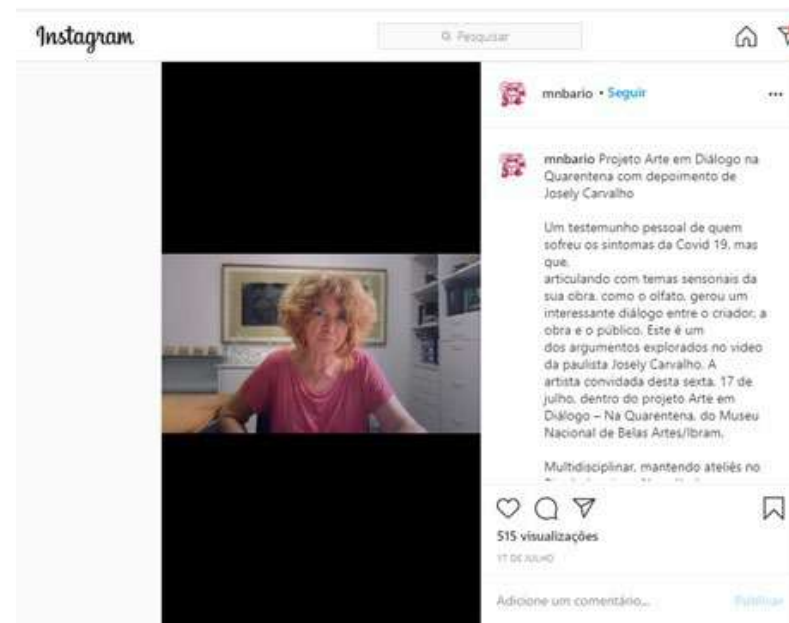 Instagram
Pesquisar
mnbario • Seguir
mnbario Projeto Arte em Diálogo na
Quarentena com depoimento de
Josely Carvalho
Um testemunho pessoal de quem
sofreu os sintomas da Covid 19, mas
que,
articulando com temas sensoriais da
sua obra, como o olfato, gerou um
interessante diálogo entre o criador, a
obra e o público. Este é um
dos argumentos explorados no video
da paulista Josely Carvalho. A
artista convidada desta sexta, 17 de
julho, dentro do projeto Arte em
Diálogo – Na Quarentena, do Museu
Nacional de Belas Artes/Ibram.
Multidisciplinar, mantendo ateliês no
515 visualizações
17 DE JULHO
Adicione um comentário...
Publicar